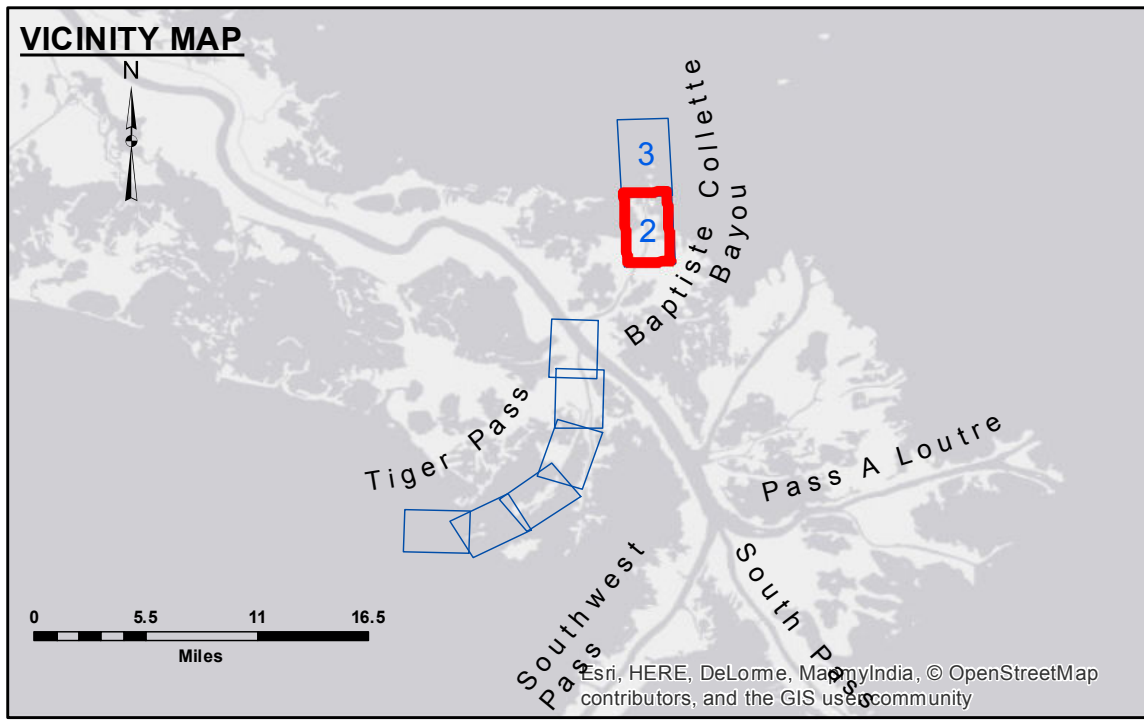 VICINITY MAP
N
3
2
Baptiste Collette
Bayou
Tiger Pass
Pass A Loutre
Southwest
Pass
South Pass
0 5.5 11 16.5
Miles
Esri, HERE, DeLorme, MapmyIndia, © OpenStreetMap
contributors, and the GIS user community